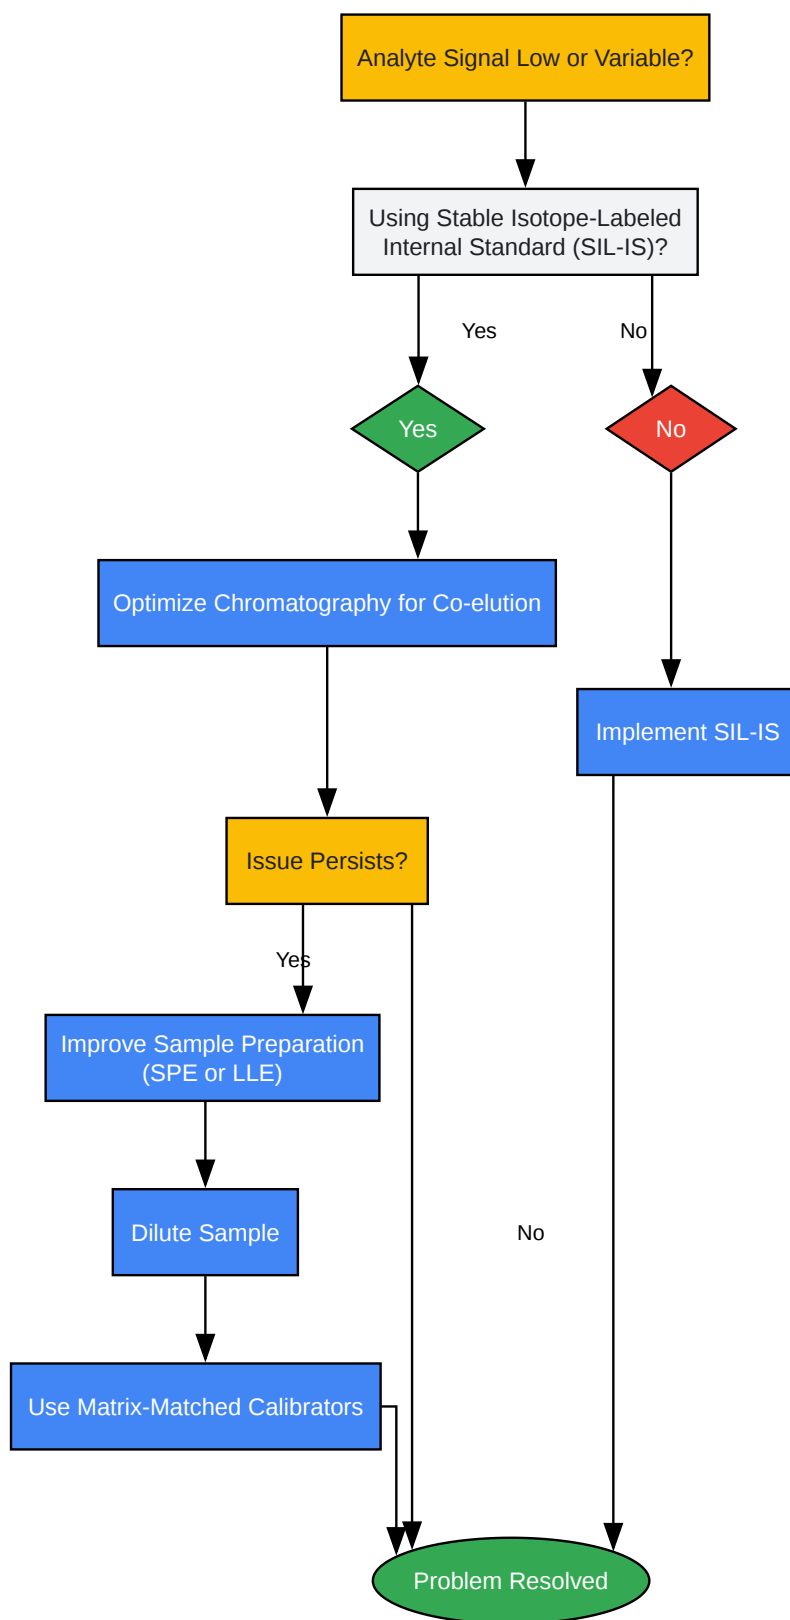 Analyte Signal Low or Variable?
Using Stable Isotope-Labeled
Internal Standard (SIL-IS)?
Yes
No
Yes
No
Optimize Chromatography for Co-elution
Implement SIL-IS
Issue Persists?
Yes
Improve Sample Preparation
(SPE or LLE)
Dilute Sample
No
Use Matrix-Matched Calibrators
Problem Resolved